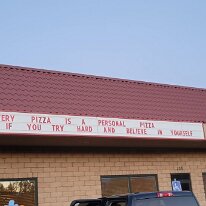 ERY PIZZA IS A PERSONAL PIZZA
IF YOU TRY HARD AND BELIEVE IN YOURSELF